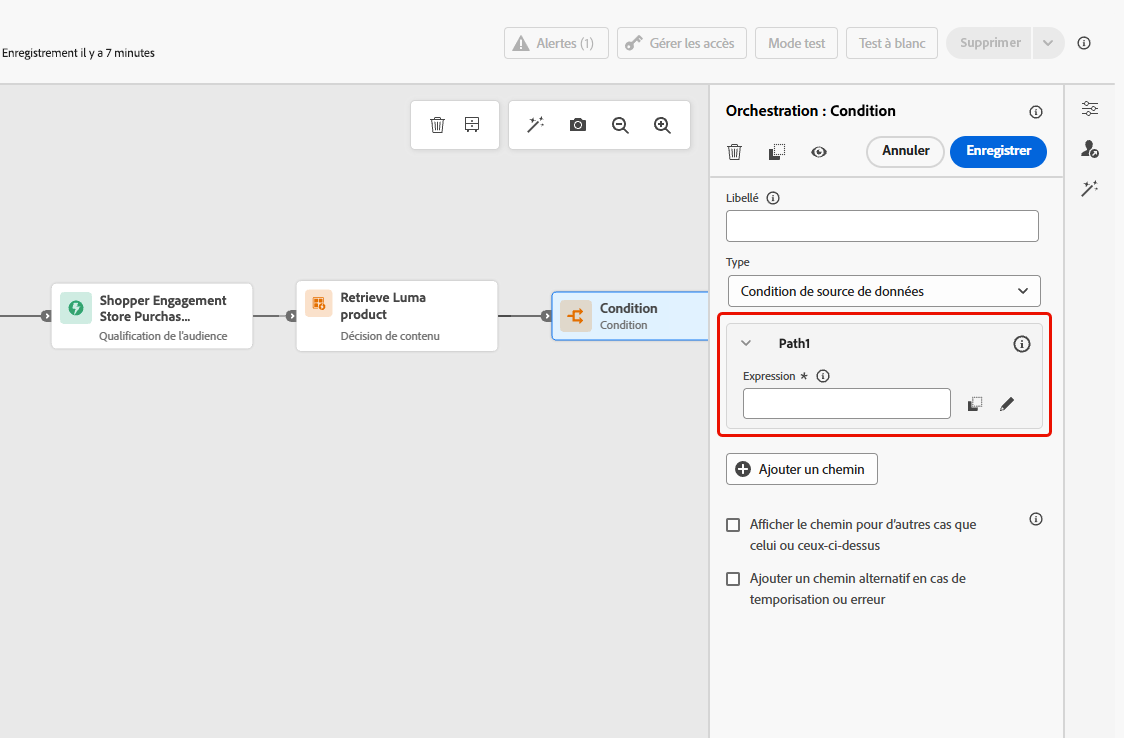 Enregistrement il y a 7 minutes
Alertes (1)
Gérer les accès
Mode test
Test à blanc
Supprimer
Orchestration : Condition
Annuler
Enregistrer
Libellé
Type
Condition de source de données
Path1
Expression *
Ajouter un chemin
Afficher le chemin pour d'autres cas que
celui ou ceux-ci-dessus
Ajouter un chemin alternatif en cas de
temporisation ou erreur
Shopper Engagement
Store Purchas...
Qualification de l'audience
Retrieve Luma
product
Décision de contenu
Condition
Condition